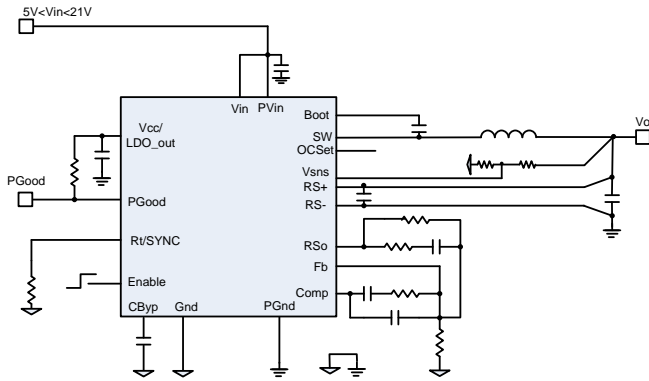 5V<Vin<21V
Vin PVin
Boot
Vcc/
LDO_out
SW
Vo
OCSet
Vsns
PGood
RS+
PGood
RS-
Rt/SYNC
RSo
Fb
Enable
Comp
CByp Gnd PGnd